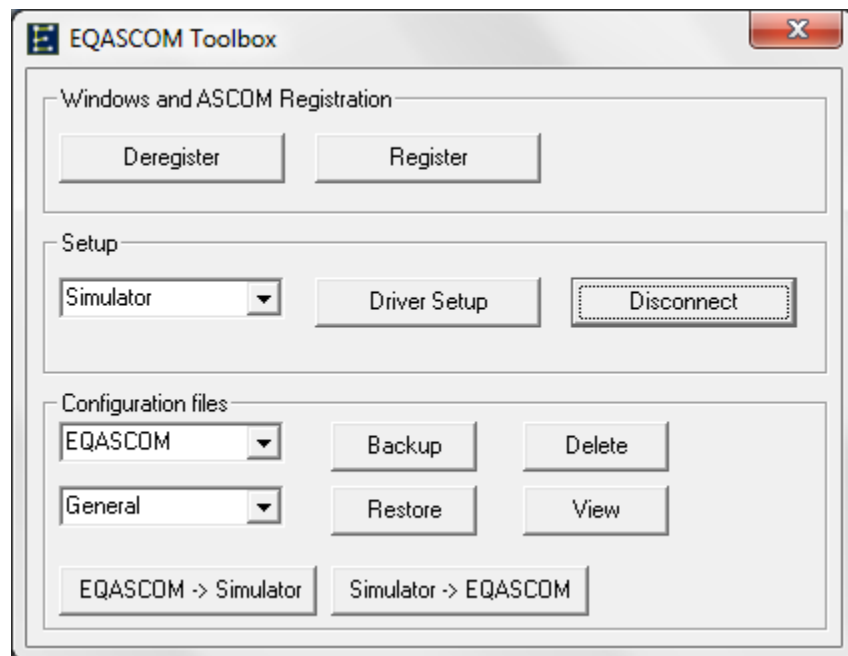 EQASCOM Toolbox
Windows and ASCOM Registration
Deregister Register
Setup
Simulator Driver Setup Disconnect
Configuration files
EQASCOM Backup Delete
General Restore View
EQASCOM -> Simulator Simulator -> EQASCOM